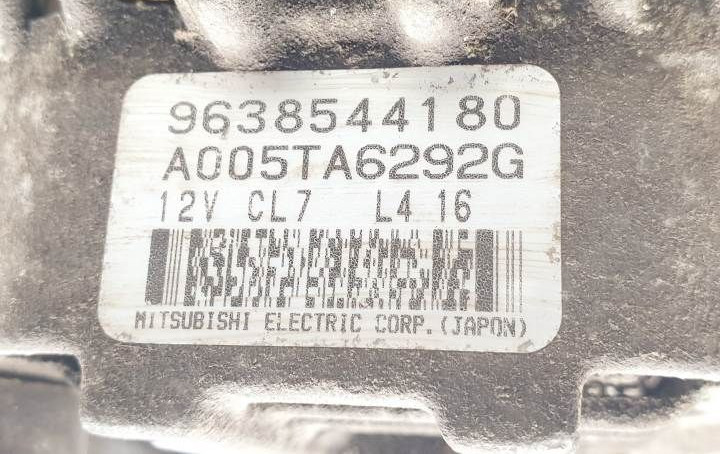 9638544180
A005TA6292G
12V CL7 L4 16
MITSUBISHI ELECTRIC CORP.(JAPON)